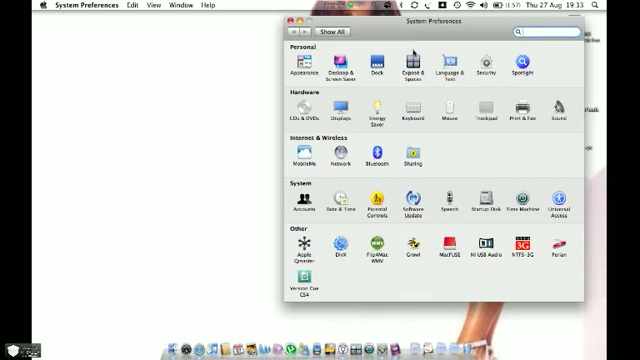 System Preferences Edit View Window Help
(1:57) Thu 27 Aug 19:33
System Preferences
Show All
Personal
Appearance Desktop & Screen Saver Dock Exposé & Spaces Language & Text Security Spotlight
Hardware
CDs & DVDs Displays Energy Saver Keyboard Mouse Trackpad Print & Fax Sound
Internet & Wireless
MobileMe Network Bluetooth Sharing
System
Accounts Date & Time Parental Controls Software Update Speech Startup Disk Time Machine Universal Access
Other
Apple Qmaster DivX Flip4Mac WMV Growl MacFUSE NI USB Audio NTFS-3G Perian
Version Cue CS4